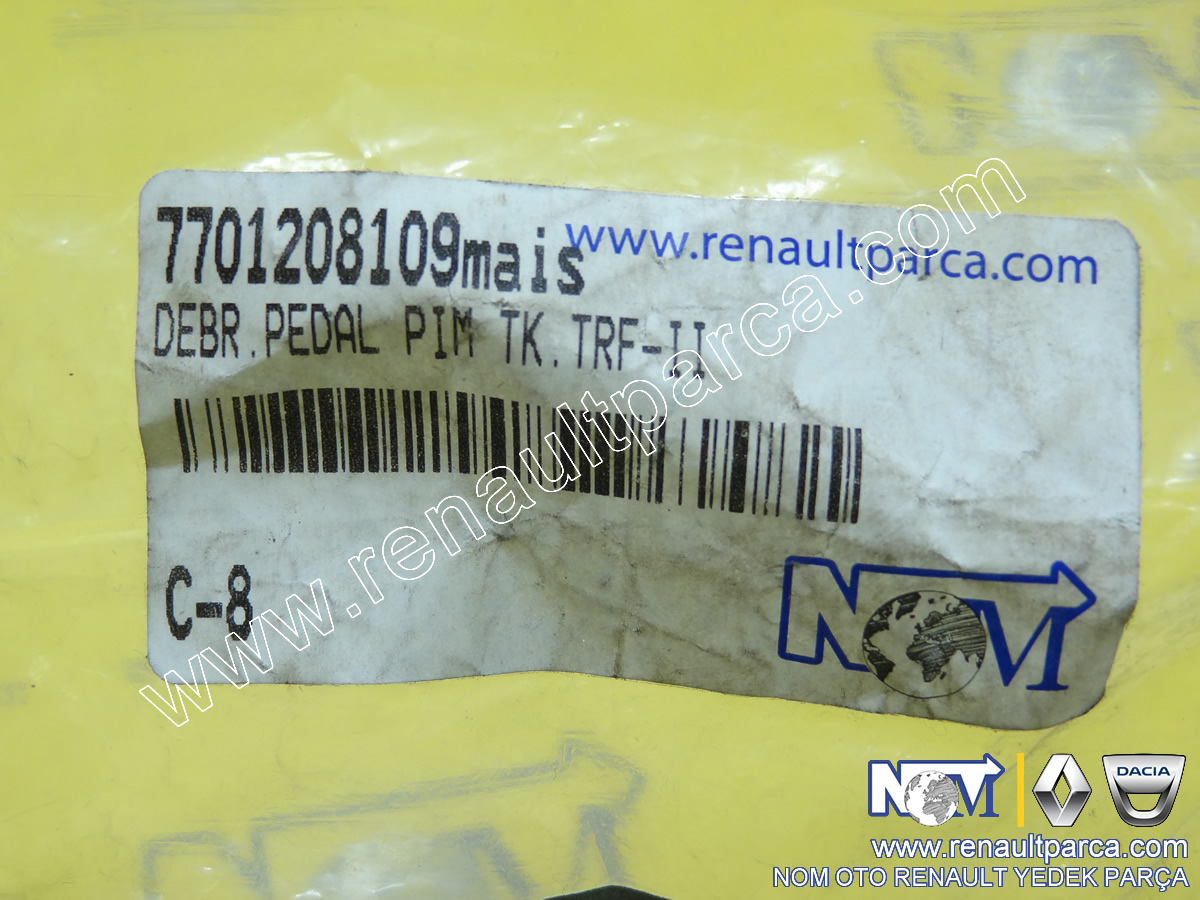 7701208109mais
www.renaultparca.com
DEBR.PEDAL PIM TK.TRF-II
www.renaultparca.com
C-8
NOM
NOM
DACIA
www.renaultparca.com
NOM OTO RENAULT YEDEK PARÇA